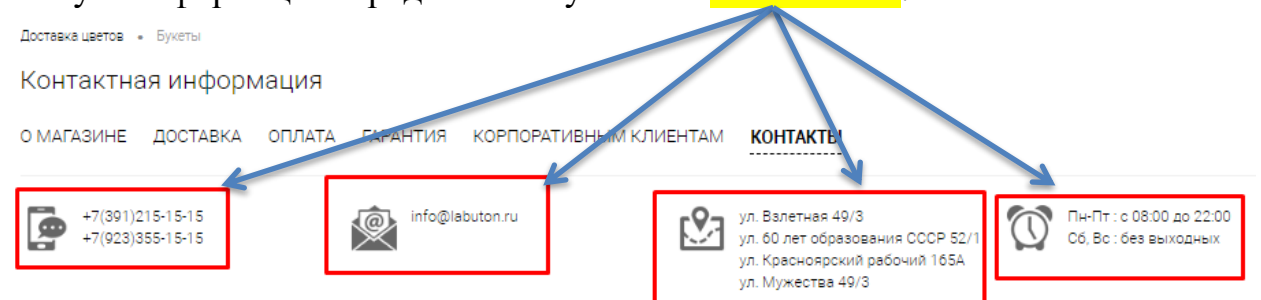 Доставка цветов • Букеты
Контактная информация
О МАГАЗИНЕ ДОСТАВКА ОПЛАТА ГАРАНТИЯ КОРПОРАТИВНЫМ КЛИЕНТАМ КОНТАКТЫ
+7(391)215-15-15
+7(923)355-15-15
info@labuton.ru
ул. Взлетная 49/3
ул. 60 лет образования СССР 52/1
ул. Красноярский рабочий 165А
ул. Мужества 49/3
Пн-Пт : с 08:00 до 22:00
Сб, Вс : без выходных